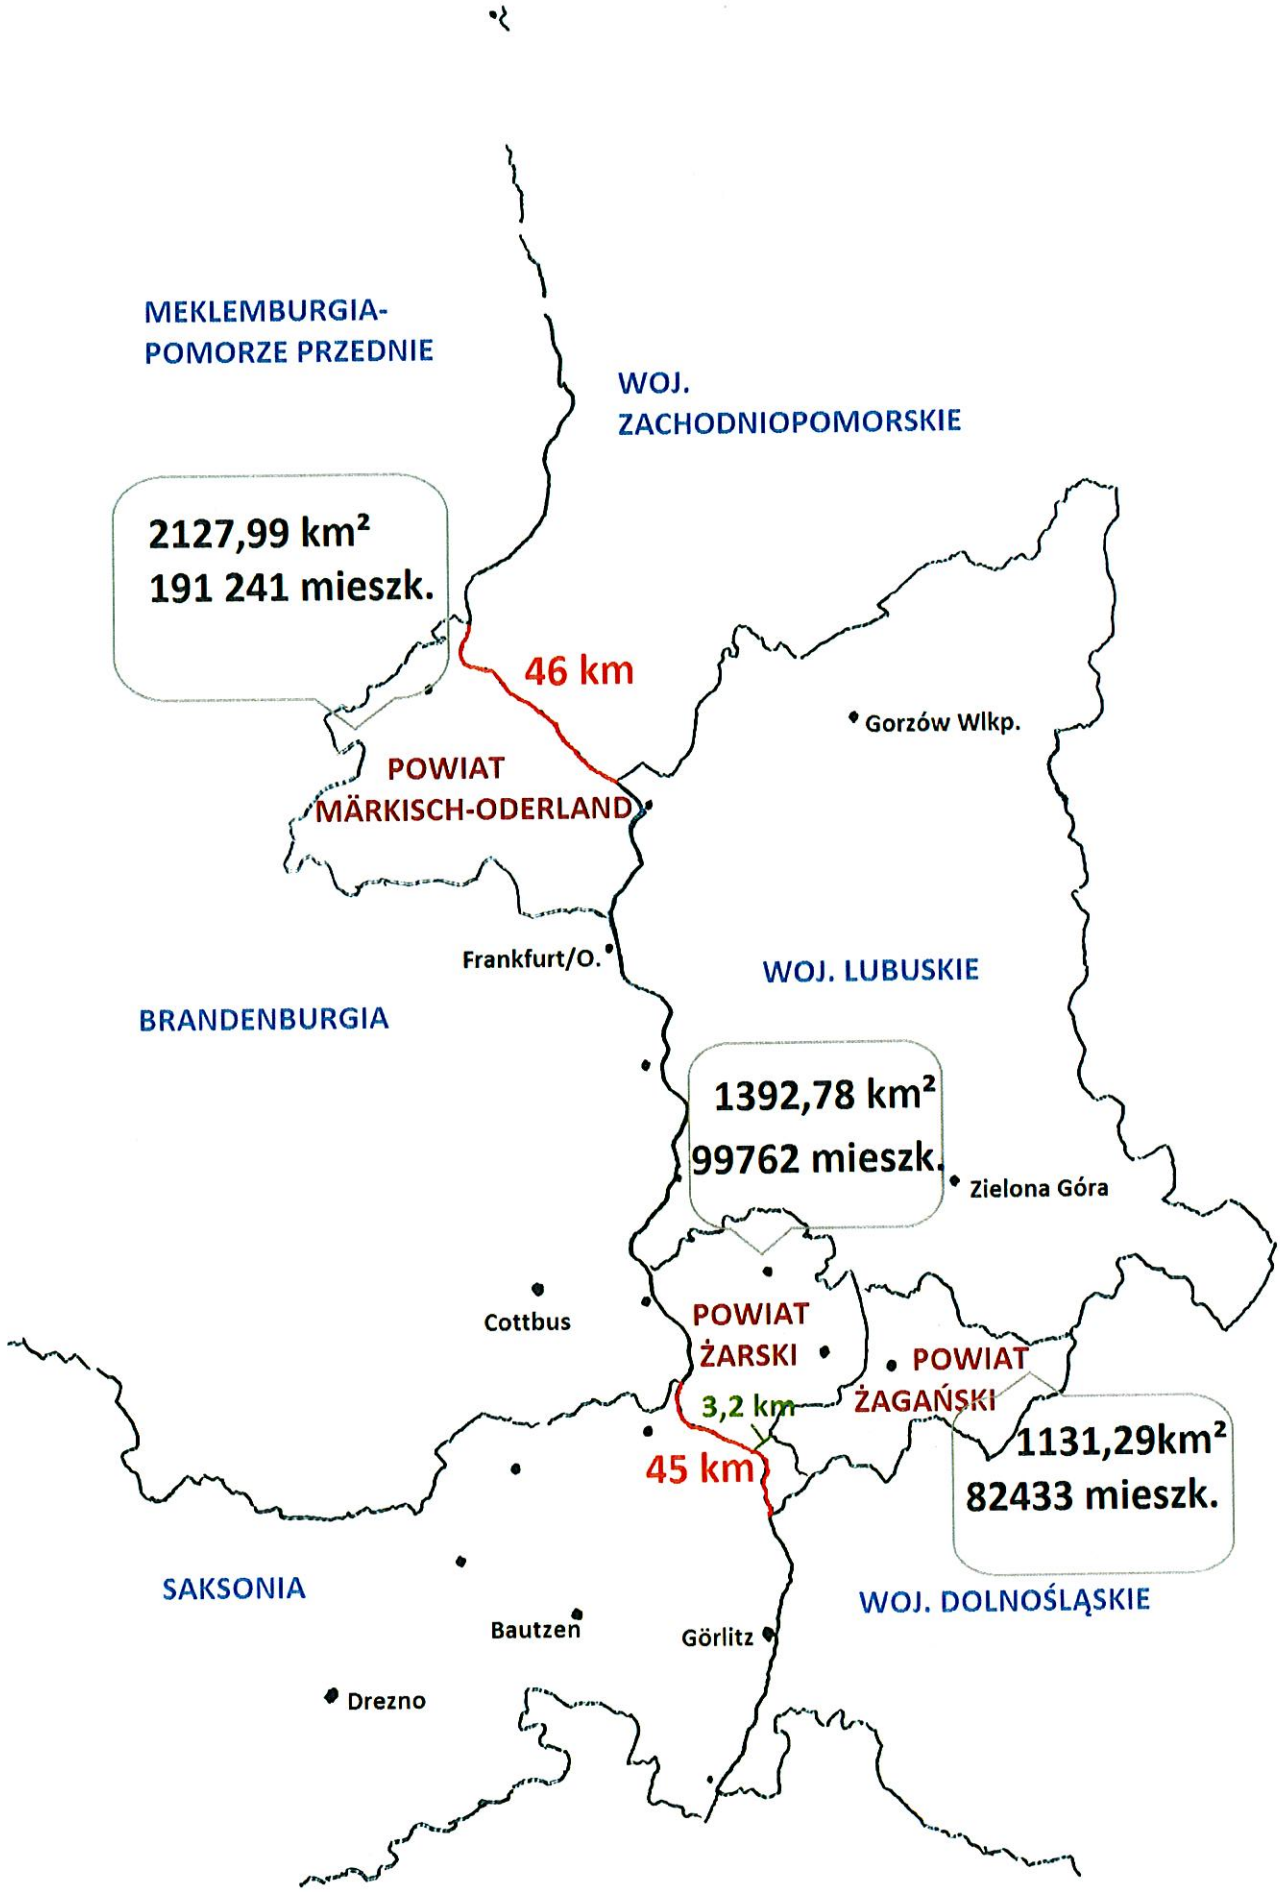 MEKLEMBURGIA-
POMORZE PRZEDNIE
WOJ.
ZACHODNIOPOMORSKIE
2127,99 km²
191 241 mieszk.
46 km
Gorzów Wlkp.
POWIAT
MÄRKISCH-ODERLAND
Frankfurt/O.
WOJ. LUBUSKIE
BRANDENBURGIA
1392,78 km²
99762 mieszk.
Zielona Góra
Cottbus
POWIAT
ŻARSKI
POWIAT
ŻAGAŃSKI
3,2 km
45 km
1131,29km²
82433 mieszk.
SAKSONIA
WOJ. DOLNOŚLĄSKIE
Bautzen
Görlitz
Drezno